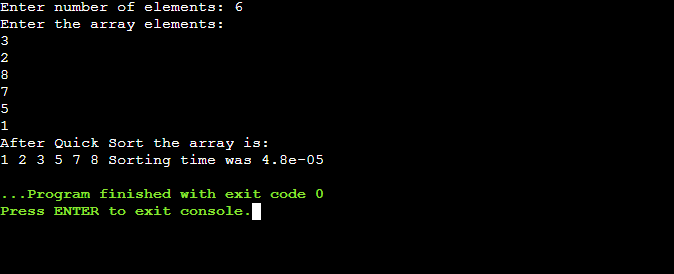 Enter number of elements: 6
Enter the array elements:
3
2
8
7
5
1
After Quick Sort the array is:
1 2 3 5 7 8 Sorting time was 4.8e-05
...Program finished with exit code 0
Press ENTER to exit console.